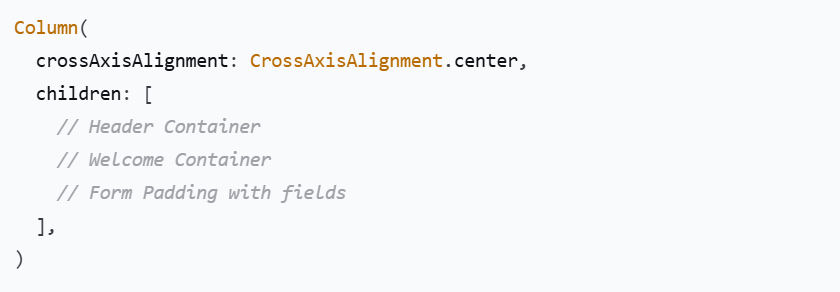 Column(
  crossAxisAlignment: CrossAxisAlignment.center,
  children: [
    // Header Container
    // Welcome Container
    // Form Padding with fields
  ],
)